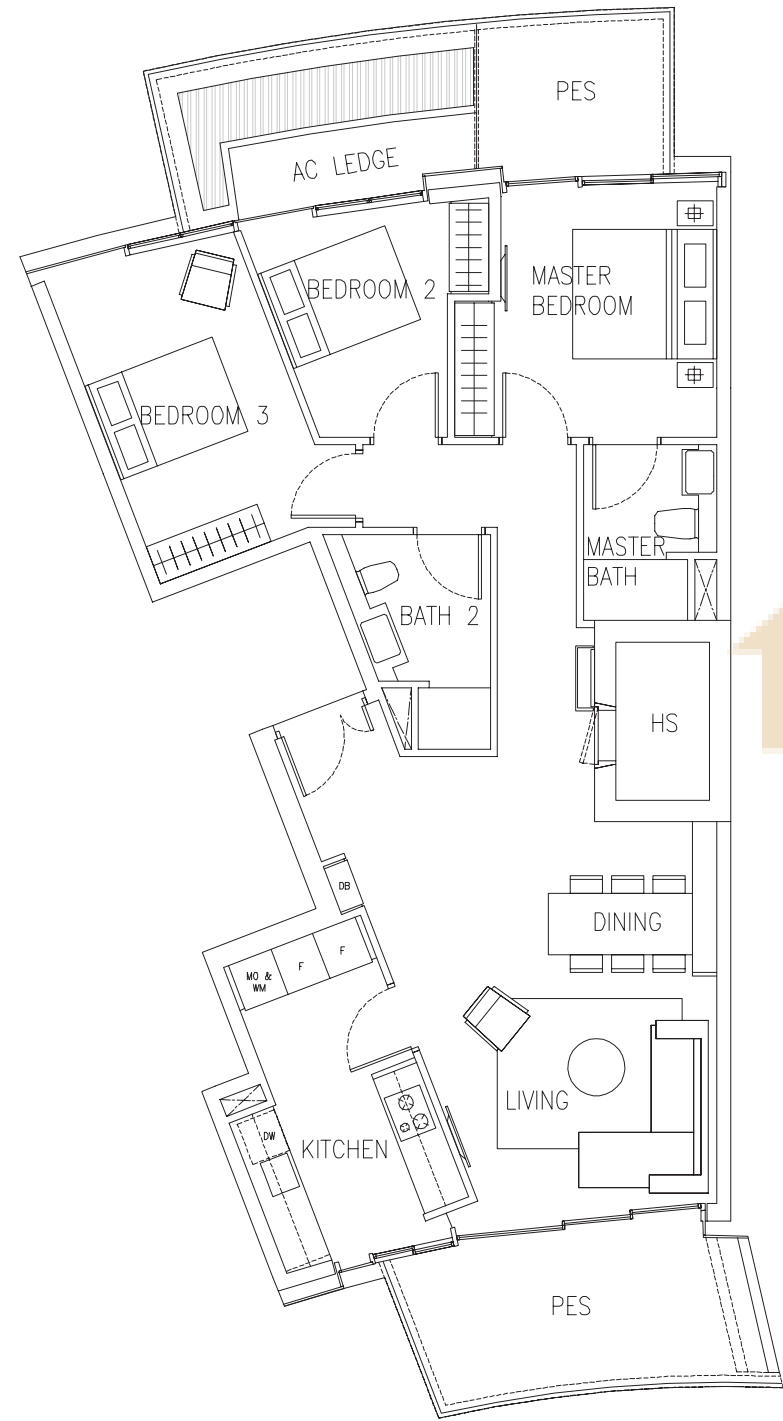 PES
AC LEDGE
BEDROOM 2
MASTER
BEDROOM
BEDROOM 3
MASTER
BATH
BATH 2
HS
DB
DINING
MO &
WM
F
F
LIVING
DW
KITCHEN
PES